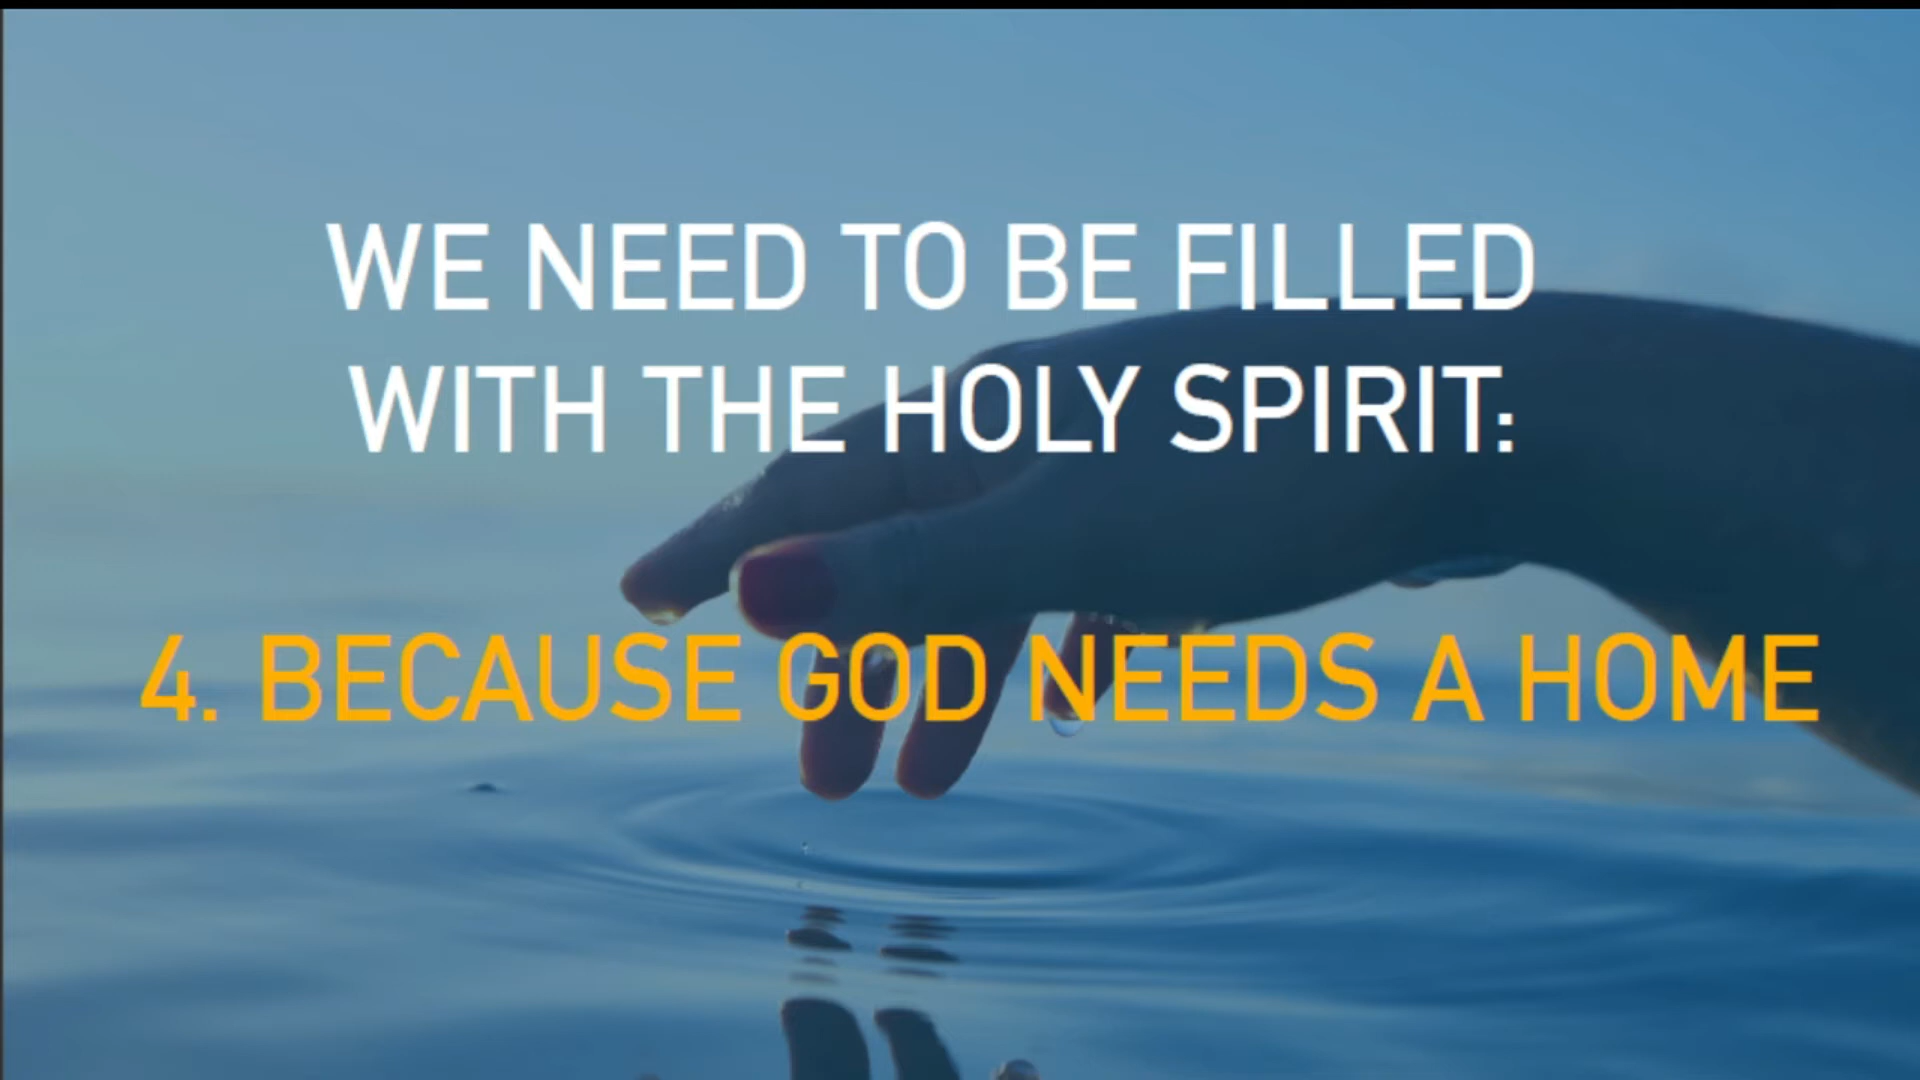 WE NEED TO BE FILLED
WITH THE HOLY SPIRIT:
4. BECAUSE GOD NEEDS A HOME